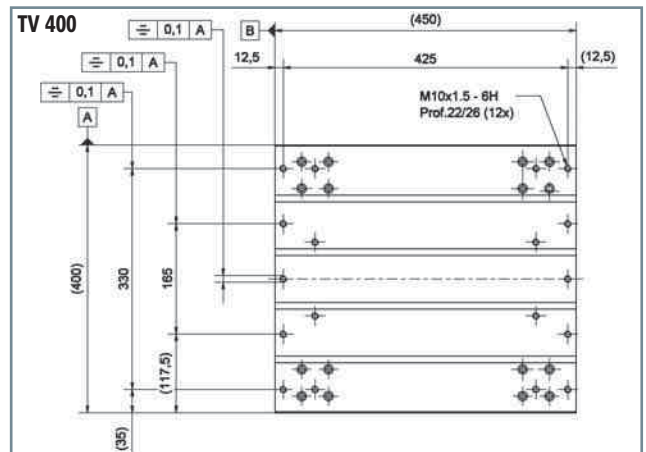 TV 400
⌯ 0,1 A
B
(450)
⌯ 0,1 A
12,5
425
(12,5)
⌯ 0,1 A
M10x1.5 - 6H
Prof.22/26 (12x)
A
(400)
330
165
(117,5)
(35)